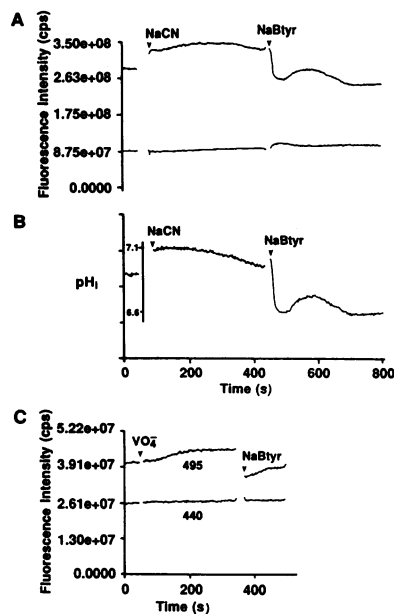 A
Fluorescence Intensity (cps)
3.50e+08
2.63e+08
1.75e+08
8.75e+07
0.0000
NaCN
NaBtyr
B
pHi
7.1
6.6
NaCN
NaBtyr
0
200
400
600
800
Time (s)
C
Fluorescence Intensity (cps)
5.22e+07
3.91e+07
2.61e+07
1.30e+07
0.0000
VO4-
495
440
NaBtyr
0
200
400
Time (s)